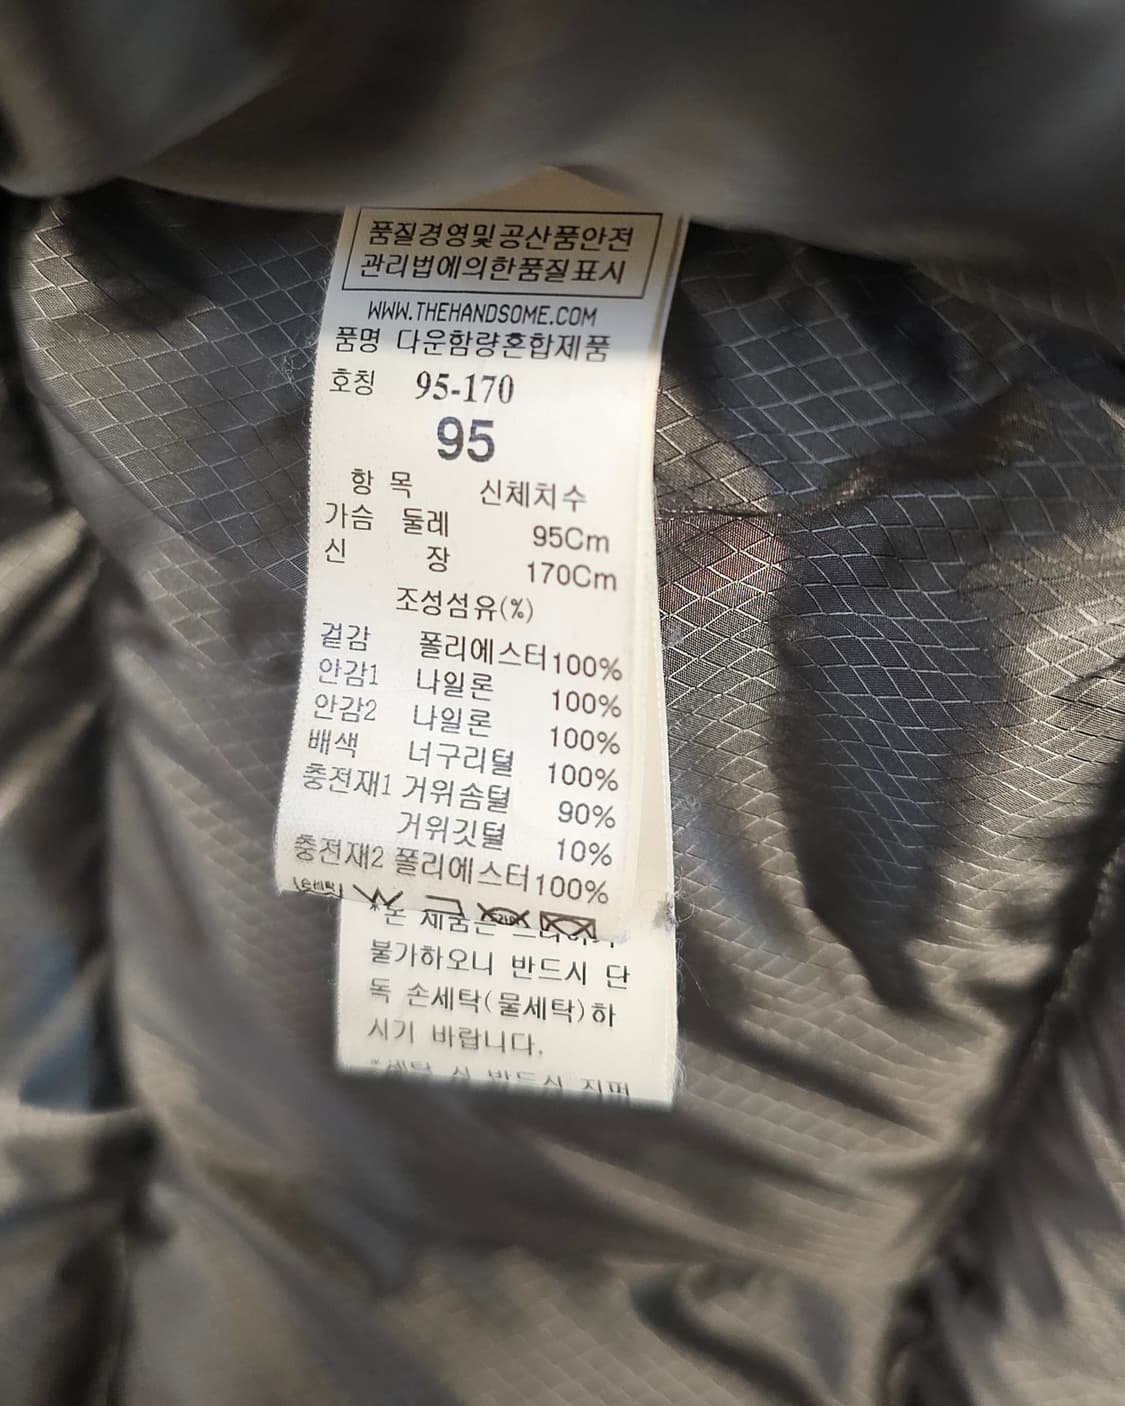 품질경영및공산품안전
관리법에의한품질표시
WWW.THEHANDSOME.COM
품명 다운함량혼합제품
호칭 95-170
95
항 목 신체치수
가슴 둘레 95Cm
신 장 170Cm
조성섬유(%)
겉감 폴리에스터 100%
안감1 나일론 100%
안감2 나일론 100%
배색 너구리털 100%
충전재1 거위솜털 90%
거위깃털 10%
충전재2 폴리에스터 100%
제품은
불가하오니 반드시 단
독 손세탁(물세탁)하
시기 바랍니다.